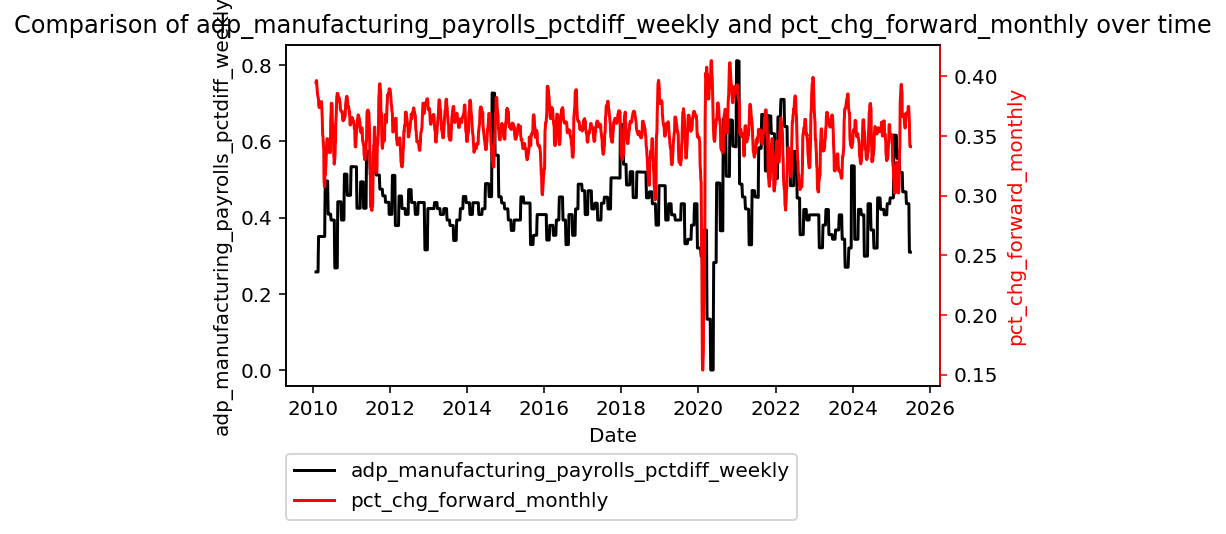 Comparison of adp_manufacturing_payrolls_pctdiff_weekly and pct_chg_forward_monthly over time
adp_manufacturing_payrolls_pctdiff_weekly
0.8
0.6
0.4
0.2
0.0
0.40
0.35
0.30
0.25
0.20
0.15
pct_chg_forward_monthly
2010 2012 2014 2016 2018 2020 2022 2024 2026
Date
adp_manufacturing_payrolls_pctdiff_weekly
pct_chg_forward_monthly